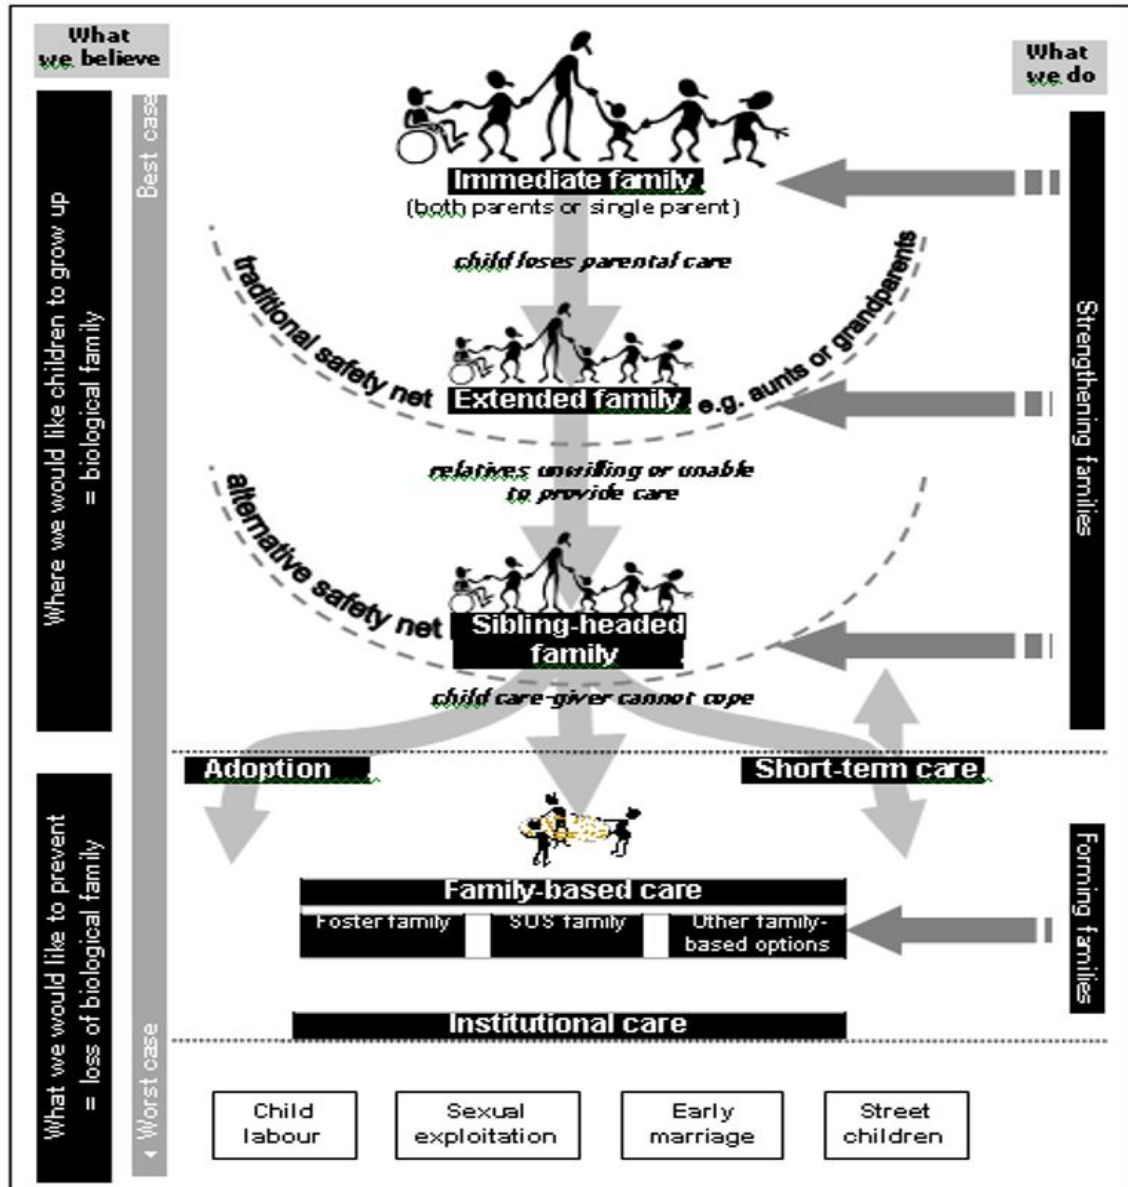 What
we believe
What
we do
Where we would like children to grow up
= biological family
Best case
Immediate family
(both parents or single parent)
child loses parental care
traditional safety net
e.g. aunts or grandparents
Extended family
relatives unwilling or unable
to provide care
alternative safety net
Sibling-headed
family
child care-giver cannot cope
Strengthening families
Adoption
Short-term care
What we would like to prevent
= loss of biological family
Worst case
Family-based care
Foster family
SOS family
Other family-
based options
Forming families
Institutional care
Child
labour
Sexual
exploitation
Early
marriage
Street
children